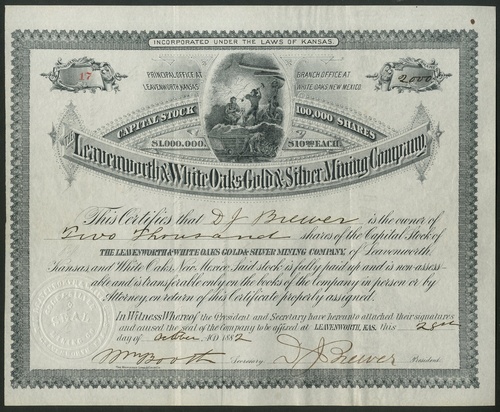 INCORPORATED UNDER THE LAWS OF KANSAS.
17
PRINCIPAL OFFICE AT LEAVENWORTH KANSAS
BRANCH OFFICE AT WHITE OAKS NEW MEXICO.
2000
CAPITAL STOCK 100,000 SHARES
$1,000,000. $10.00 EACH.
The Leavenworth & White Oaks Gold & Silver Mining Company,
This Certifies that D J Brewer is the owner of
Two Thousand shares of the Capital Stock of
THE LEAVENWORTH & WHITE OAKS GOLD & SILVER MINING COMPANY, of Leavenworth,
Kansas, and White Oaks, New Mexico. Said stock is fully paid up and is non-assess-
able and is transferable only on the books of the Company in person or by
Attorney, on return of this Certificate properly assigned.
In Witness Whereof the President and Secretary have hereunto attached their signatures
and caused the seal of the Company to be affixed at LEAVENWORTH, KAS. this 28th
day of October A.D. 1882
Wm Booth Secretary. D J Brewer President.
SEAL